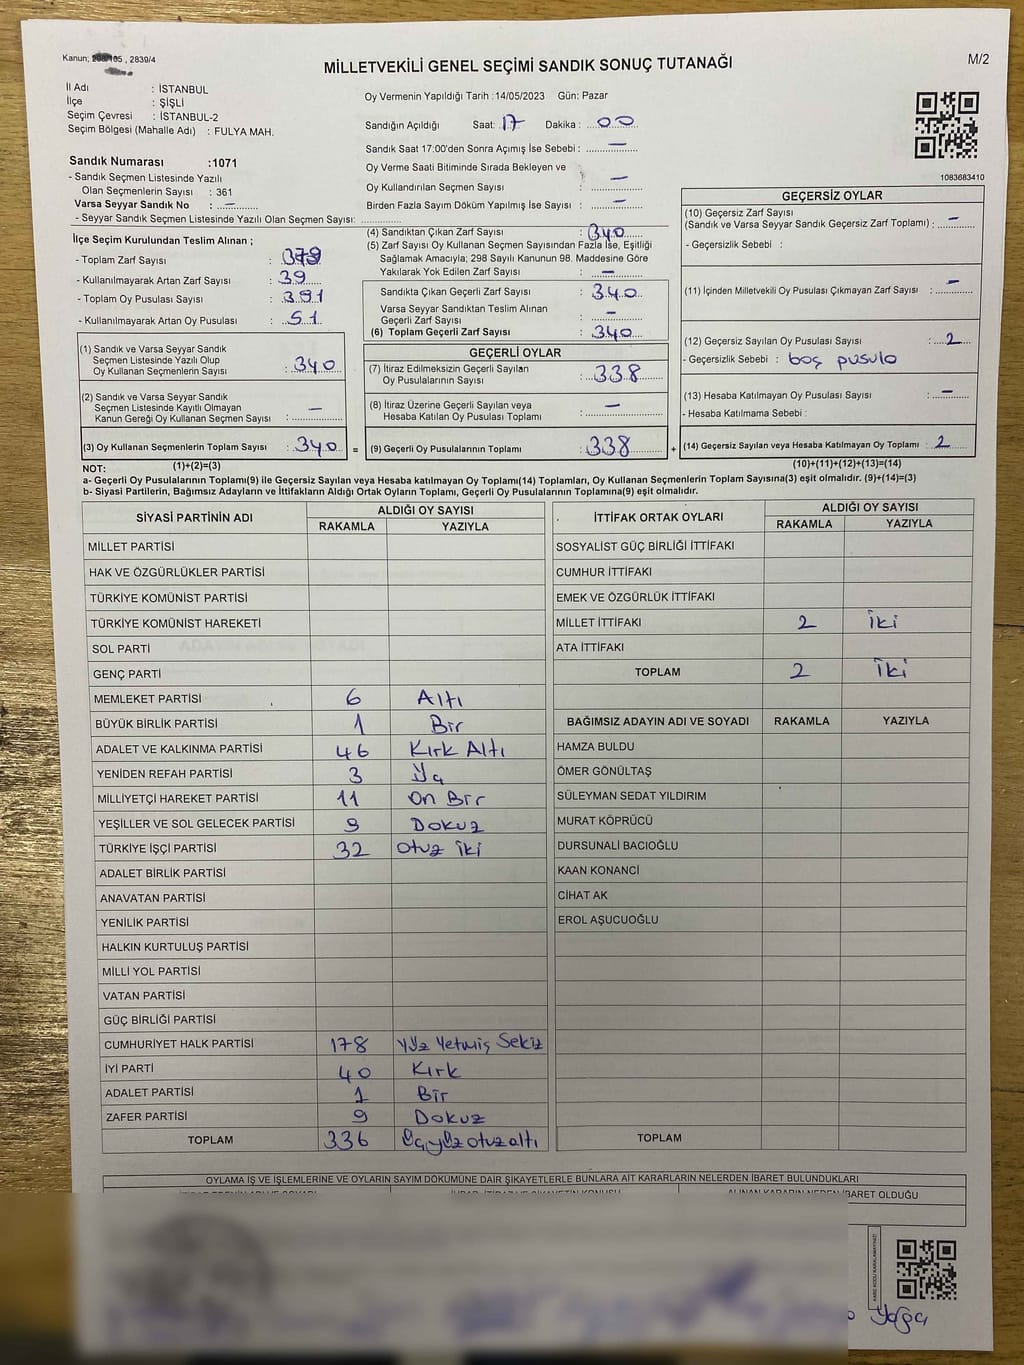 Kanun; , 2839/4
MİLLETVEKİLİ GENEL SEÇİMİ SANDIK SONUÇ TUTANAĞI
M/2
İl Adı : İSTANBUL
İlçe : ŞİŞLİ
Seçim Çevresi : İSTANBUL-2
Seçim Bölgesi (Mahalle Adı) : FULYA MAH.
Oy Vermenin Yapıldığı Tarih :14/05/2023 Gün: Pazar
Sandığın Açıldığı Saat: 17 Dakika : 00
Sandık Saat 17:00'den Sonra Açımış İse Sebebi : —
Oy Verme Saati Bitiminde Sırada Bekleyen ve
Oy Kullandırılan Seçmen Sayısı : —
Birden Fazla Sayım Döküm Yapılmış İse Sayısı : —
Sandık Numarası :1071
- Sandık Seçmen Listesinde Yazılı
Olan Seçmenlerin Sayısı : 361
Varsa Seyyar Sandık No : —
- Seyyar Sandık Seçmen Listesinde Yazılı Olan Seçmen Sayısı:
1083683410
İlçe Seçim Kurulundan Teslim Alınan ;
- Toplam Zarf Sayısı : 379
- Kullanılmayarak Artan Zarf Sayısı : 39
- Toplam Oy Pusulası Sayısı : 391
- Kullanılmayarak Artan Oy Pusulası : 51
(1) Sandık ve Varsa Seyyar Sandık
Seçmen Listesinde Yazılı Olup
Oy Kullanan Seçmenlerin Sayısı : 340
(2) Sandık ve Varsa Seyyar Sandık
Seçmen Listesinde Kayıtlı Olmayan
Kanun Gereği Oy Kullanan Seçmen Sayısı : —
(3) Oy Kullanan Seçmenlerin Toplam Sayısı : 340 =
(4) Sandıktan Çıkan Zarf Sayısı : 340
(5) Zarf Sayısı Oy Kullanan Seçmen Sayısından Fazla İse, Eşitliği
Sağlamak Amacıyla; 298 Sayılı Kanunun 98. Maddesine Göre
Yakılarak Yok Edilen Zarf Sayısı : —
Sandıkta Çıkan Geçerli Zarf Sayısı : 340
Varsa Seyyar Sandıktan Teslim Alınan
Geçerli Zarf Sayısı : —
(6) Toplam Geçerli Zarf Sayısı : 340
GEÇERLİ OYLAR
(7) İtiraz Edilmeksizin Geçerli Sayılan
Oy Pusulalarının Sayısı : 338
(8) İtiraz Üzerine Geçerli Sayılan veya
Hesaba Katılan Oy Pusulası Toplamı : —
(9) Geçerli Oy Pusulalarının Toplamı : 338 +
GEÇERSİZ OYLAR
(10) Geçersiz Zarf Sayısı
(Sandık ve Varsa Seyyar Sandık Geçersiz Zarf Toplamı) : —
- Geçersizlik Sebebi :
(11) İçinden Milletvekili Oy Pusulası Çıkmayan Zarf Sayısı : —
(12) Geçersiz Sayılan Oy Pusulası Sayısı : 2
- Geçersizlik Sebebi : boş pusula
(13) Hesaba Katılmayan Oy Pusulası Sayısı : —
- Hesaba Katılmama Sebebi :
(14) Geçersiz Sayılan veya Hesaba Katılmayan Oy Toplamı : 2
NOT: (1)+(2)=(3)
(10)+(11)+(12)+(13)=(14)
a- Geçerli Oy Pusulalarının Toplamı(9) ile Geçersiz Sayılan veya Hesaba Katılmayan Oy Toplamı(14) Toplamları, Oy Kullanan Seçmenlerin Toplam Sayısına(3) eşit olmalıdır. (9)+(14)=(3)
b- Siyasi Partilerin, Bağımsız Adayların ve İttifakların Aldığı Ortak Oyların Toplamı, Geçerli Oy Pusulalarının Toplamına(9) eşit olmalıdır.
SİYASİ PARTİNİN ADI ALDIĞI OY SAYISI
RAKAMLA YAZIYLA
MİLLET PARTİSİ
HAK VE ÖZGÜRLÜKLER PARTİSİ
TÜRKİYE KOMÜNİST PARTİSİ
TÜRKİYE KOMÜNİST HAREKETİ
SOL PARTİ
GENÇ PARTİ
MEMLEKET PARTİSİ 6 Altı
BÜYÜK BİRLİK PARTİSİ 1 Bir
ADALET VE KALKINMA PARTİSİ 46 Kırk Altı
YENİDEN REFAH PARTİSİ 3 Üç
MİLLİYETÇİ HAREKET PARTİSİ 11 On Bir
YEŞİLLER VE SOL GELECEK PARTİSİ 9 Dokuz
TÜRKİYE İŞÇİ PARTİSİ 32 Otuz iki
ADALET BİRLİK PARTİSİ
ANAVATAN PARTİSİ
YENİLİK PARTİSİ
HALKIN KURTULUŞ PARTİSİ
MİLLİ YOL PARTİSİ
VATAN PARTİSİ
GÜÇ BİRLİĞİ PARTİSİ
CUMHURİYET HALK PARTİSİ 178 Yüz Yetmiş Sekiz
İYİ PARTİ 40 Kırk
ADALET PARTİSİ 1 Bir
ZAFER PARTİSİ 9 Dokuz
TOPLAM 336 Üçyüz otuz altı
İTTİFAK ORTAK OYLARI ALDIĞI OY SAYISI
RAKAMLA YAZIYLA
SOSYALİST GÜÇ BİRLİĞİ İTTİFAKI
CUMHUR İTTİFAKI
EMEK VE ÖZGÜRLÜK İTTİFAKI
MİLLET İTTİFAKI 2 İki
ATA İTTİFAKI
TOPLAM 2 İki
BAĞIMSIZ ADAYIN ADI VE SOYADI RAKAMLA YAZIYLA
HAMZA BULDU
ÖMER GÖNÜLTAŞ
SÜLEYMAN SEDAT YILDIRIM
MURAT KÖPRÜCÜ
DURSUNALİ BACIOĞLU
KAAN KONANCİ
CİHAT AK
EROL AŞUCUOĞLU
TOPLAM
OYLAMA İŞ VE İŞLEMLERİNE VE OYLARIN SAYIM DÖKÜMÜNE DAİR ŞİKAYETLERLE BUNLARA AİT KARARLARIN NELERDEN İBARET BULUNDUKLARI
ALINAN KARARIN NEDEN İBARET OLDUĞU
KARE KODU KARALAMAYINIZ!